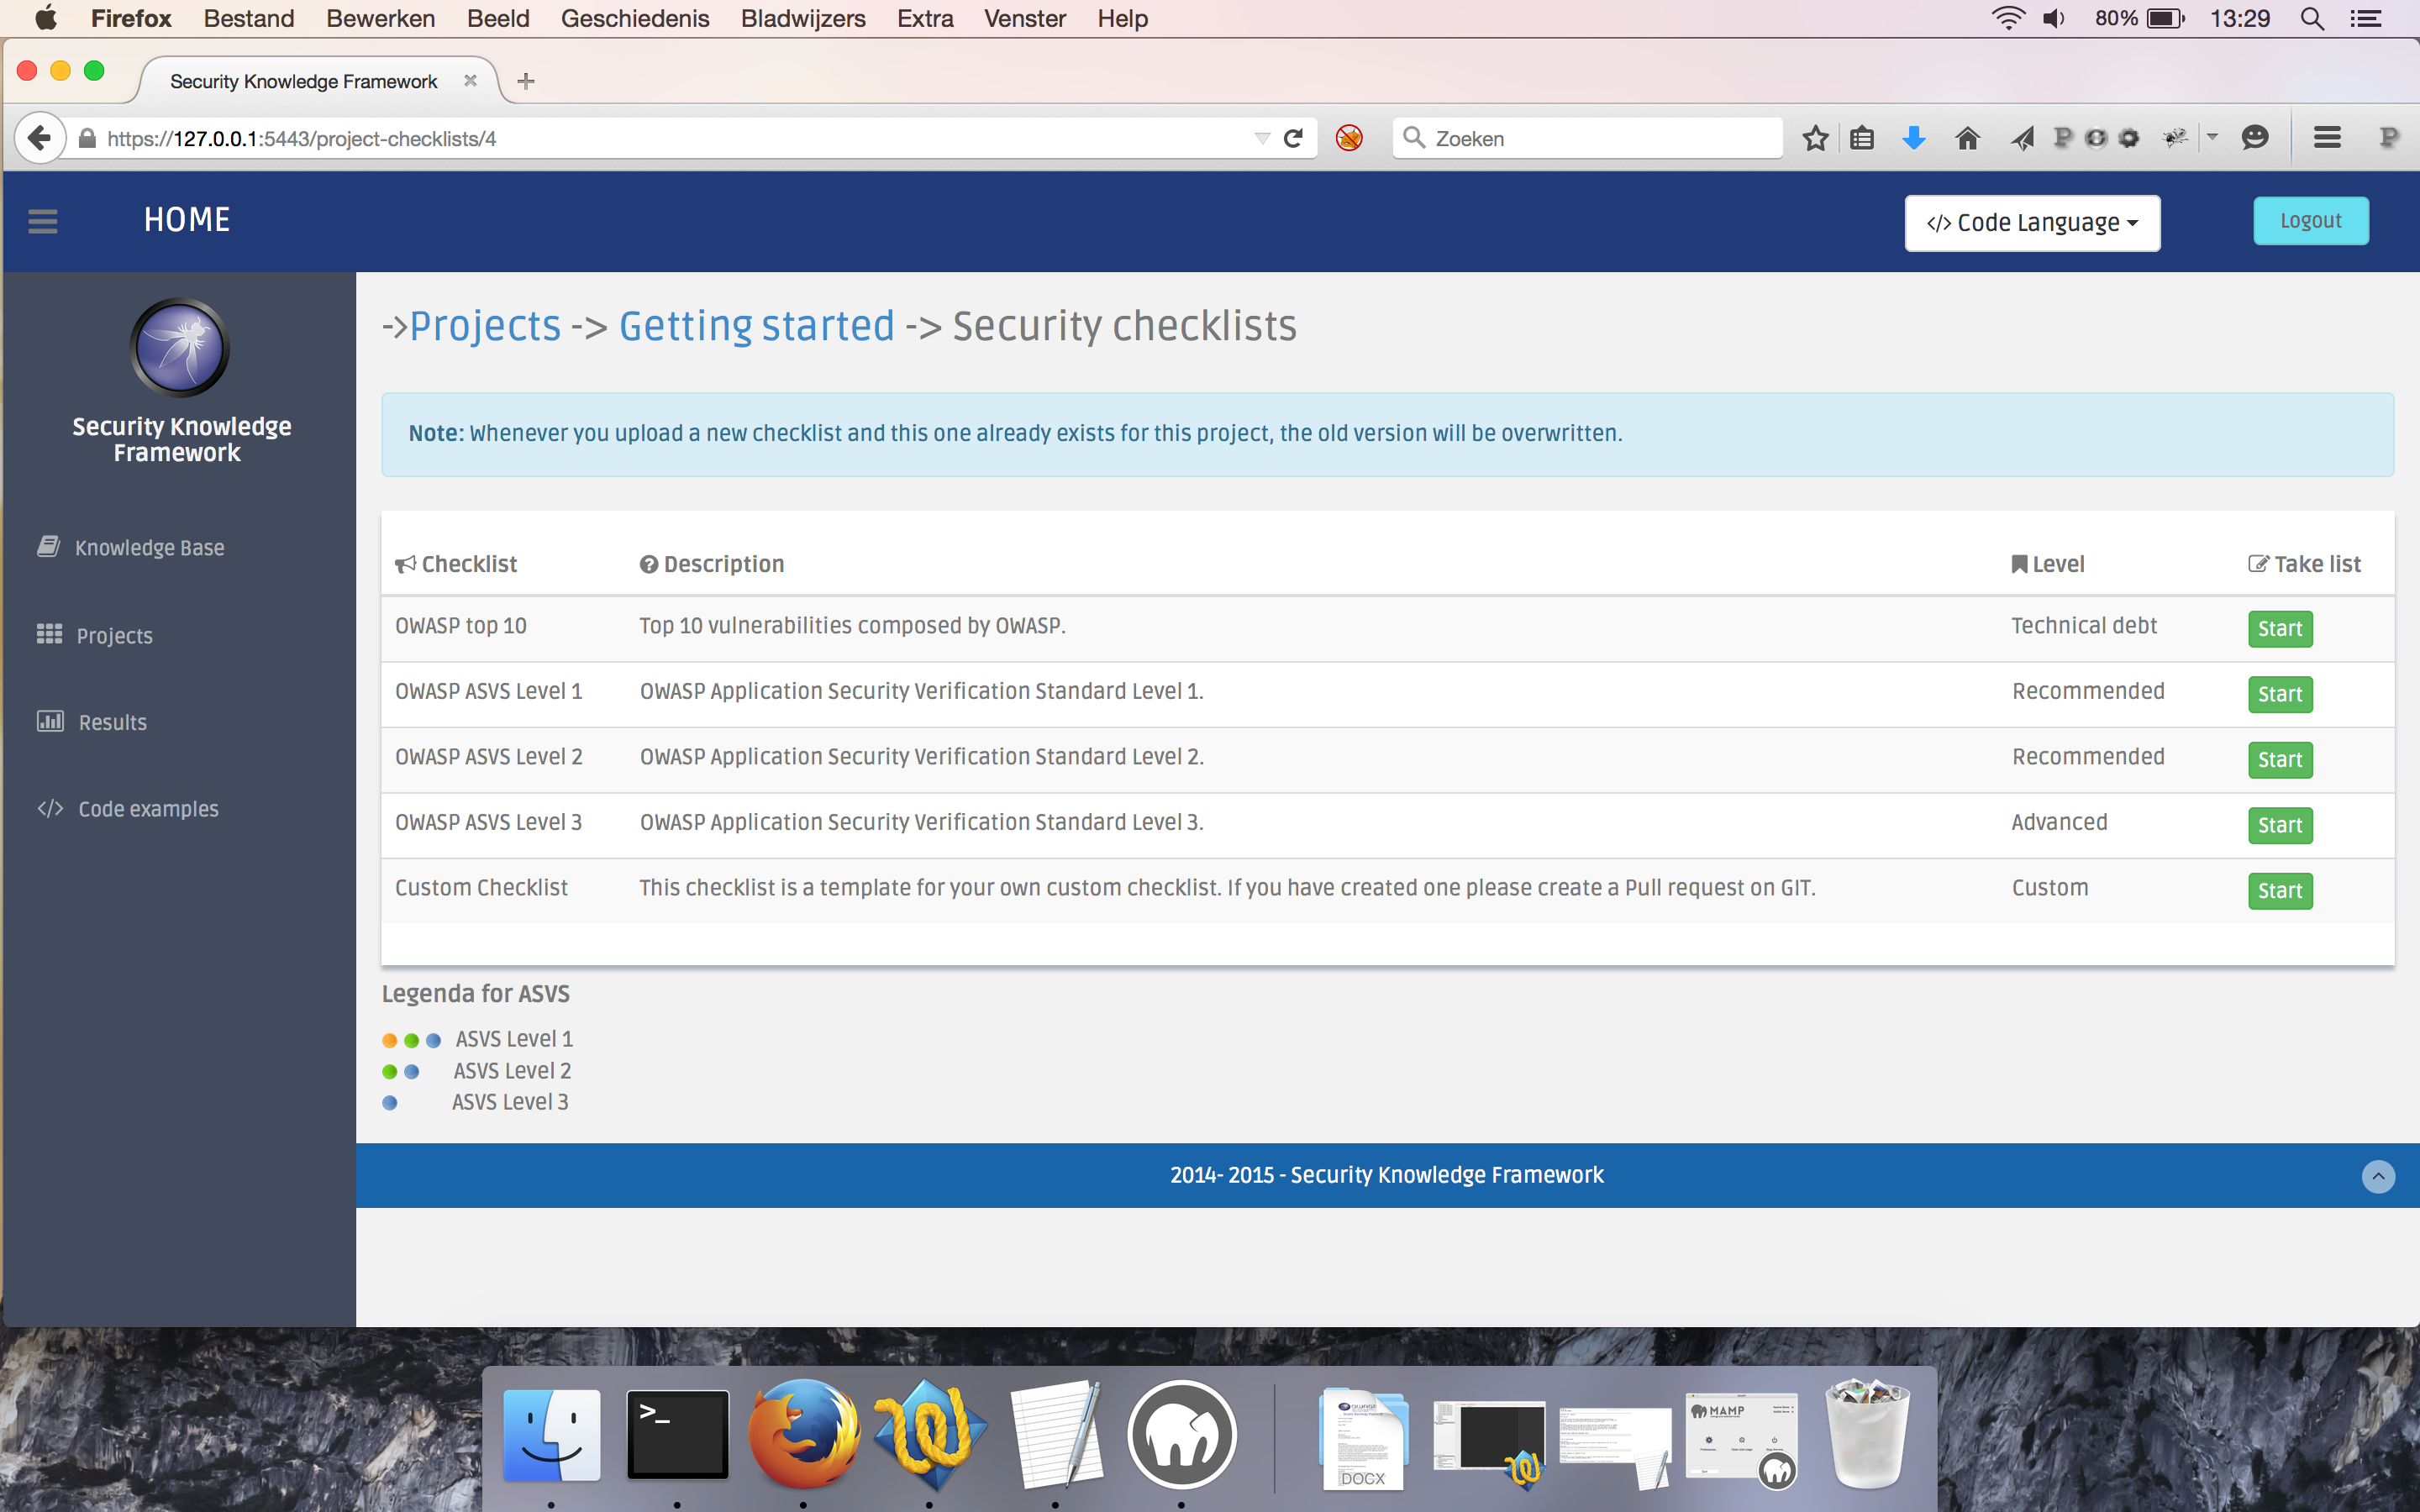 Firefox Bestand Bewerken Beeld Geschiedenis Bladwijzers Extra Venster Help 80% 13:29
Security Knowledge Framework
https://127.0.0.1:5443/project-checklists/4 Zoeken
HOME </> Code Language Logout
Security Knowledge
Framework
Knowledge Base
Projects
Results
</> Code examples
->Projects -> Getting started -> Security checklists
Note: Whenever you upload a new checklist and this one already exists for this project, the old version will be overwritten.
Checklist Description Level Take list
OWASP top 10 Top 10 vulnerabilities composed by OWASP. Technical debt Start
OWASP ASVS Level 1 OWASP Application Security Verification Standard Level 1. Recommended Start
OWASP ASVS Level 2 OWASP Application Security Verification Standard Level 2. Recommended Start
OWASP ASVS Level 3 OWASP Application Security Verification Standard Level 3. Advanced Start
Custom Checklist This checklist is a template for your own custom checklist. If you have created one please create a Pull request on GIT. Custom Start
Legenda for ASVS
ASVS Level 1
ASVS Level 2
ASVS Level 3
2014- 2015 - Security Knowledge Framework
>_
DOCX
MAMP